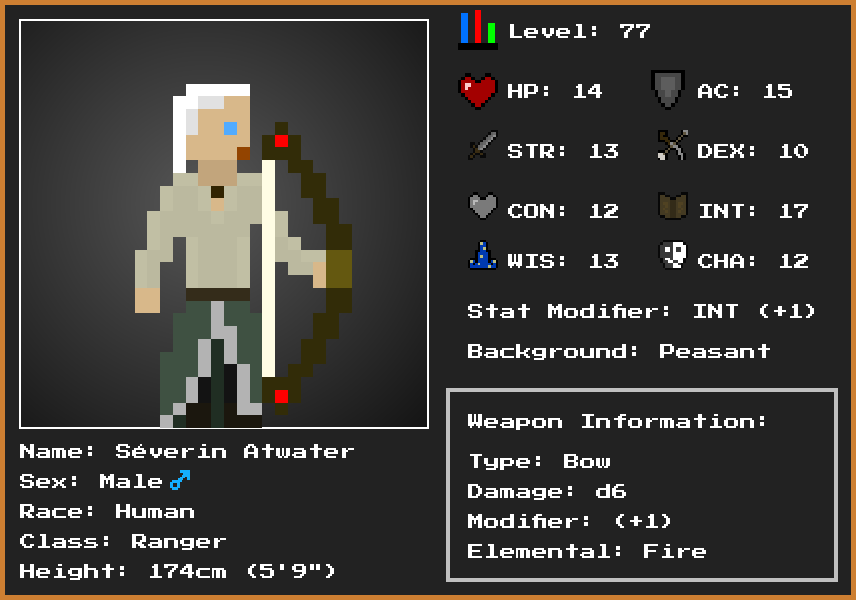 Level: 77
HP: 14
AC: 15
STR: 13
DEX: 10
CON: 12
INT: 17
WIS: 13
CHA: 12
Stat Modifier: INT (+1)
Background: Peasant
Weapon Information:
Type: Bow
Damage: d6
Modifier: (+1)
Elemental: Fire
Name: Séverin Atwater
Sex: Male♂
Race: Human
Class: Ranger
Height: 174cm (5'9")